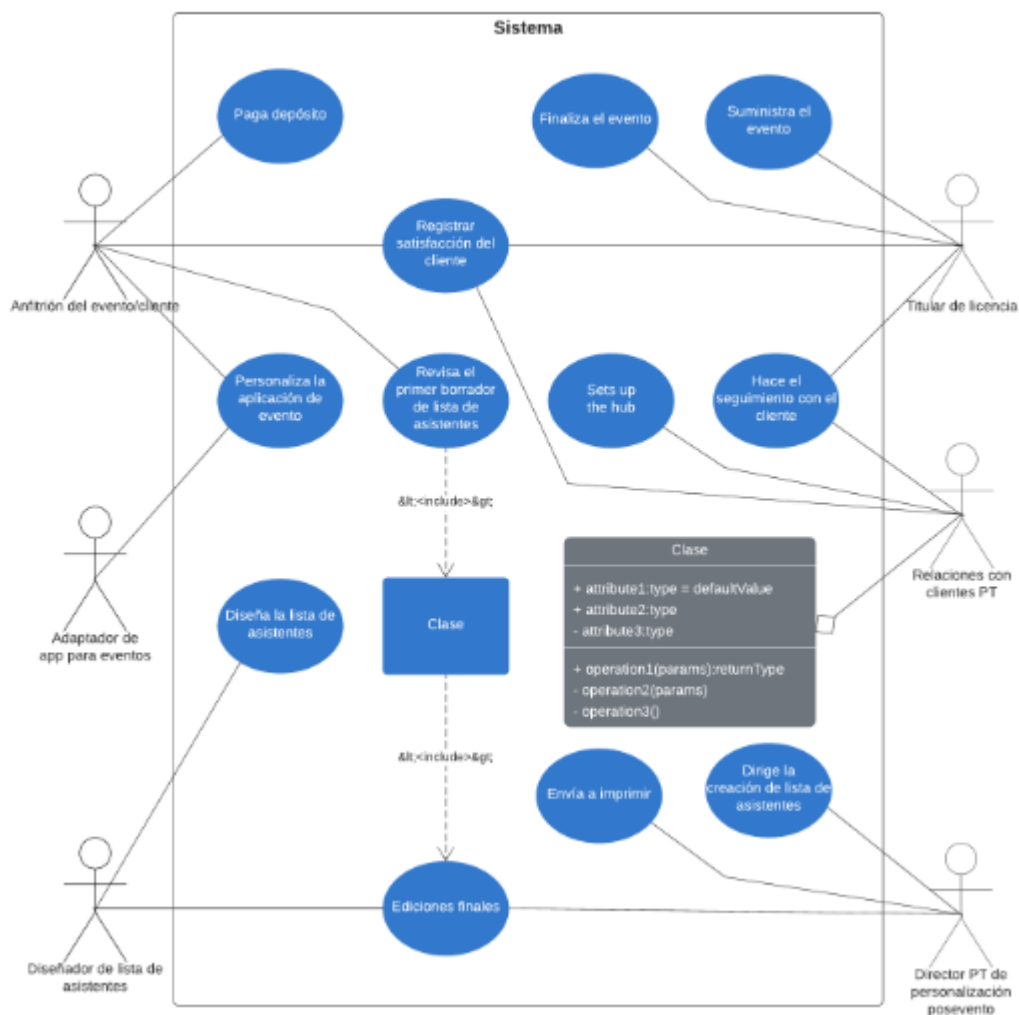 Sistema
Paga depósito
Finaliza el evento
Suministra el
evento
Registrar
satisfacción del
cliente
Anfitrión del evento/cliente
Titular de licencia
Personaliza la
aplicación de
evento
Revisa el
primer borrador
de lista de
asistentes
Sets up
the hub
Hace el
seguimiento con el
cliente
&lt;<include>&gt;
Relaciones con
clientes PT
Adaptador de
app para eventos
Diseña la lista de
asistentes
Clase
Clase
+ attribute1:type = defaultValue
+ attribute2:type
- attribute3:type
+ operation1(params):returnType
- operation2(params)
- operation3()
&lt;<include>&gt;
Envía a imprimir
Dirige la
creación de lista de
asistentes
Ediciones finales
Diseñador de lista de
asistentes
Director PT de
personalización
posevento